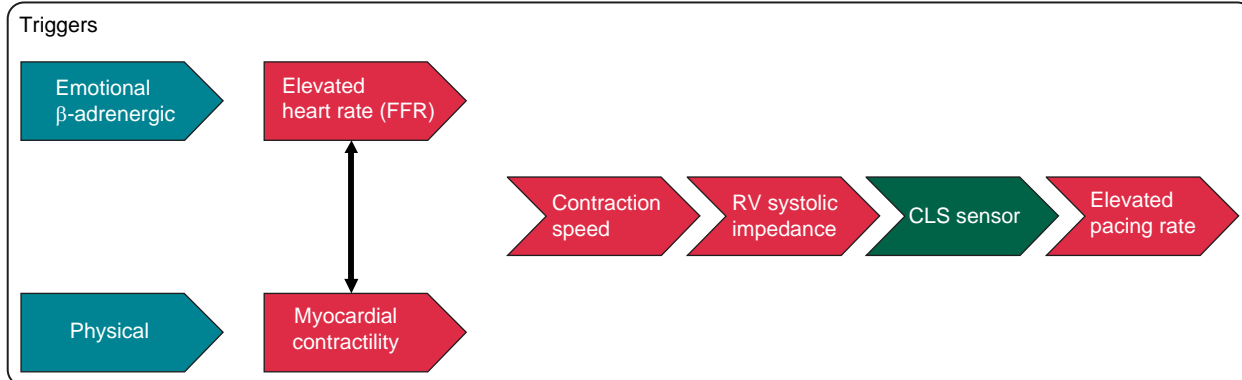 Triggers
Emotional
β-adrenergic
Elevated
heart rate (FFR)
Contraction
speed
RV systolic
impedance
CLS sensor
Elevated
pacing rate
Physical
Myocardial
contractility